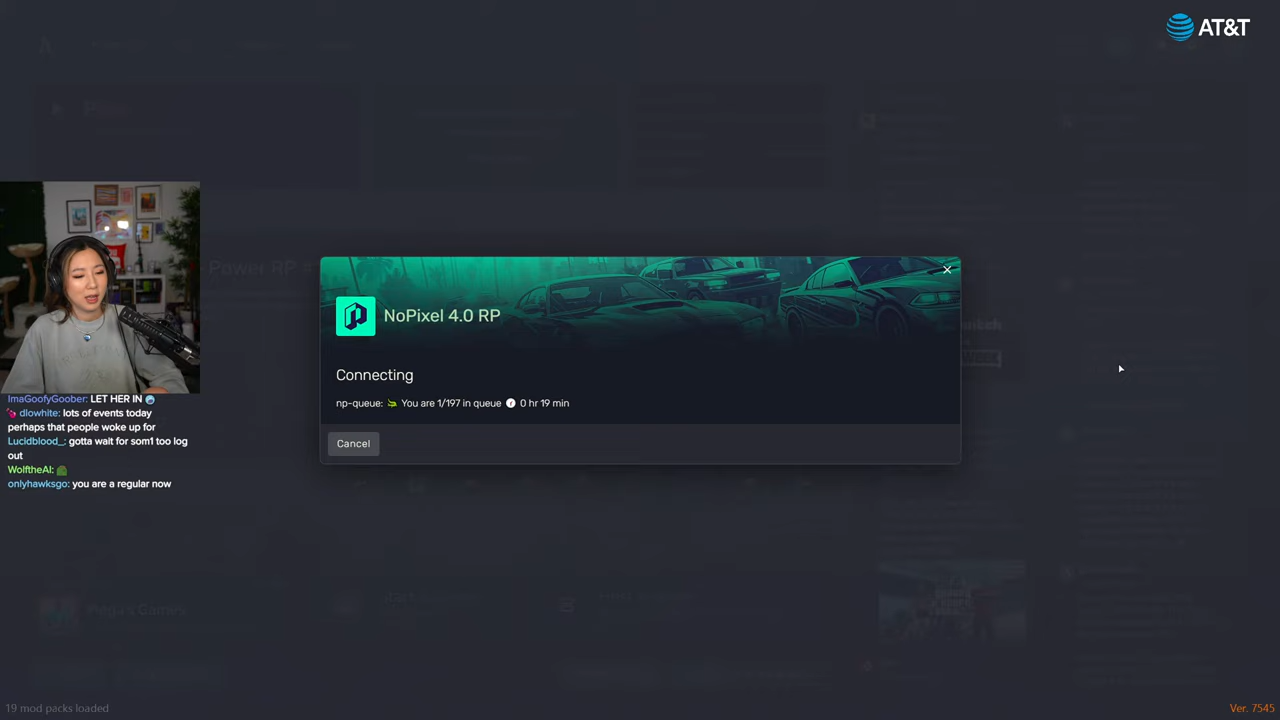 AT&T
Power RP
NoPixel 4.0 RP
Connecting
np-queue: You are 1/197 in queue 0 hr 19 min
Cancel
ImaGoofyGoober: LET HER IN
dlowhite: lots of events today
perhaps that people woke up for
Lucidblood_: gotta wait for som1 too log
out
WolftheAI:
onlyhawksgo: you are a regular now
19 mod packs loaded
Ver. 7545